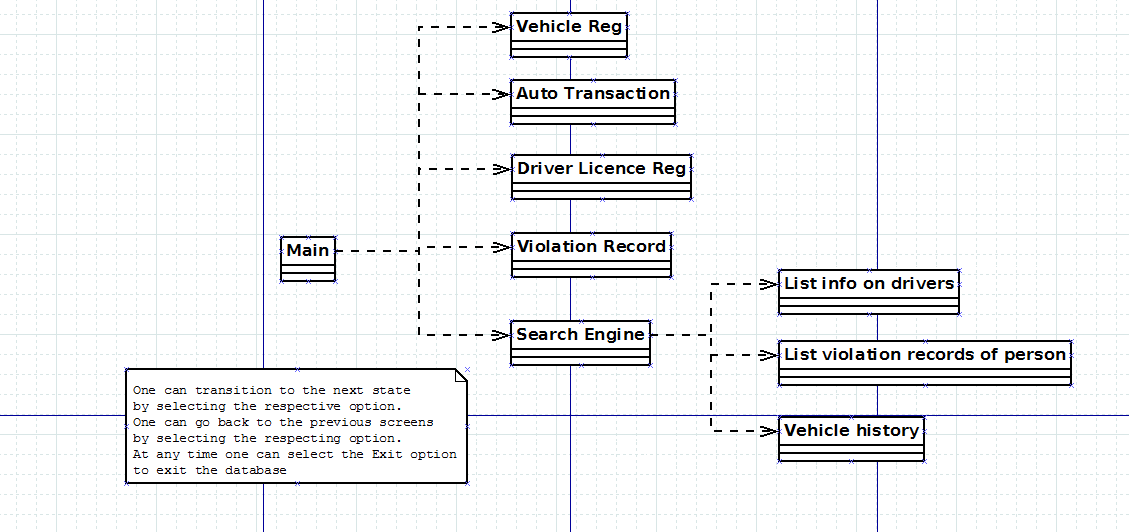 Vehicle Reg
Auto Transaction
Driver Licence Reg
Main
Violation Record
Search Engine
List info on drivers
List violation records of person
Vehicle history
One can transition to the next state
by selecting the respective option.
One can go back to the previous screens
by selecting the respecting option.
At any time one can select the Exit option
to exit the database